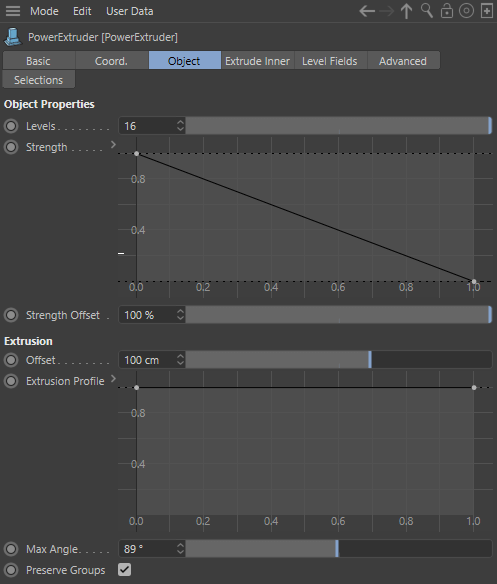 Mode Edit User Data
PowerExtruder [PowerExtruder]
Basic Coord. Object Extrude Inner Level Fields Advanced
Selections
Object Properties
Levels . . . . . . . . 16
Strength . . . . .
0.8
0.4
0.0 0.2 0.4 0.6 0.8 1.0
Strength Offset . 100 %
Extrusion
Offset . . . . . . . . 100 cm
Extrusion Profile
0.8
0.4
0.0 0.2 0.4 0.6 0.8 1.0
Max Angle. . . . . 89 °
Preserve Groups